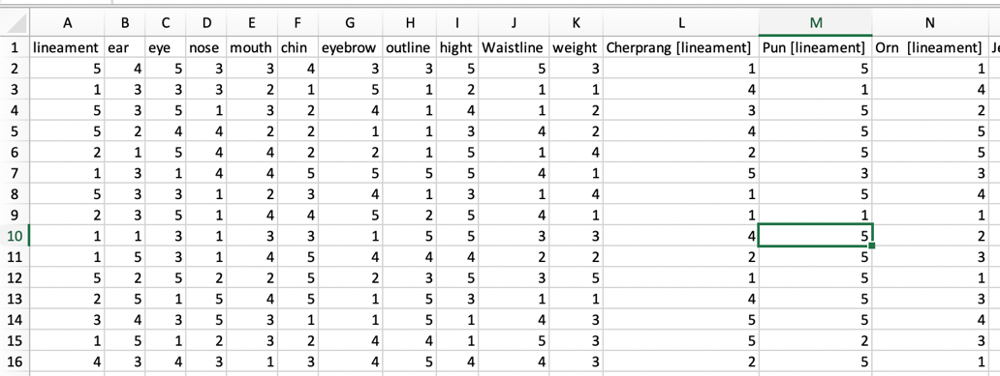 A B C D E F G H I J K L M N
1 lineament ear eye nose mouth chin eyebrow outline hight Waistline weight Cherprang [lineament] Pun [lineament] Orn [lineament] Je
2 5 4 5 3 3 4 3 3 5 5 3 1 5 1
3 1 3 3 3 2 1 5 1 2 1 1 4 1 4
4 5 3 5 1 3 2 4 1 4 1 2 3 5 2
5 5 2 4 4 2 2 1 1 3 4 2 4 5 5
6 2 1 5 4 4 2 2 1 5 1 4 2 5 5
7 1 3 1 4 4 5 5 5 5 4 1 5 3 3
8 5 3 3 1 2 3 4 1 3 1 4 1 5 4
9 2 3 5 1 4 4 5 2 5 4 1 1 1 1
10 1 1 3 1 3 3 1 5 5 3 3 4 5 2
11 1 5 3 1 4 5 4 4 4 2 2 2 5 3
12 5 2 5 2 2 5 2 3 5 3 5 1 5 1
13 2 5 1 5 4 5 1 5 3 1 1 4 5 3
14 3 4 3 5 3 1 1 5 1 4 3 5 5 4
15 1 5 1 2 3 2 4 4 1 5 3 5 2 3
16 4 3 4 3 1 3 4 5 4 4 3 2 5 1